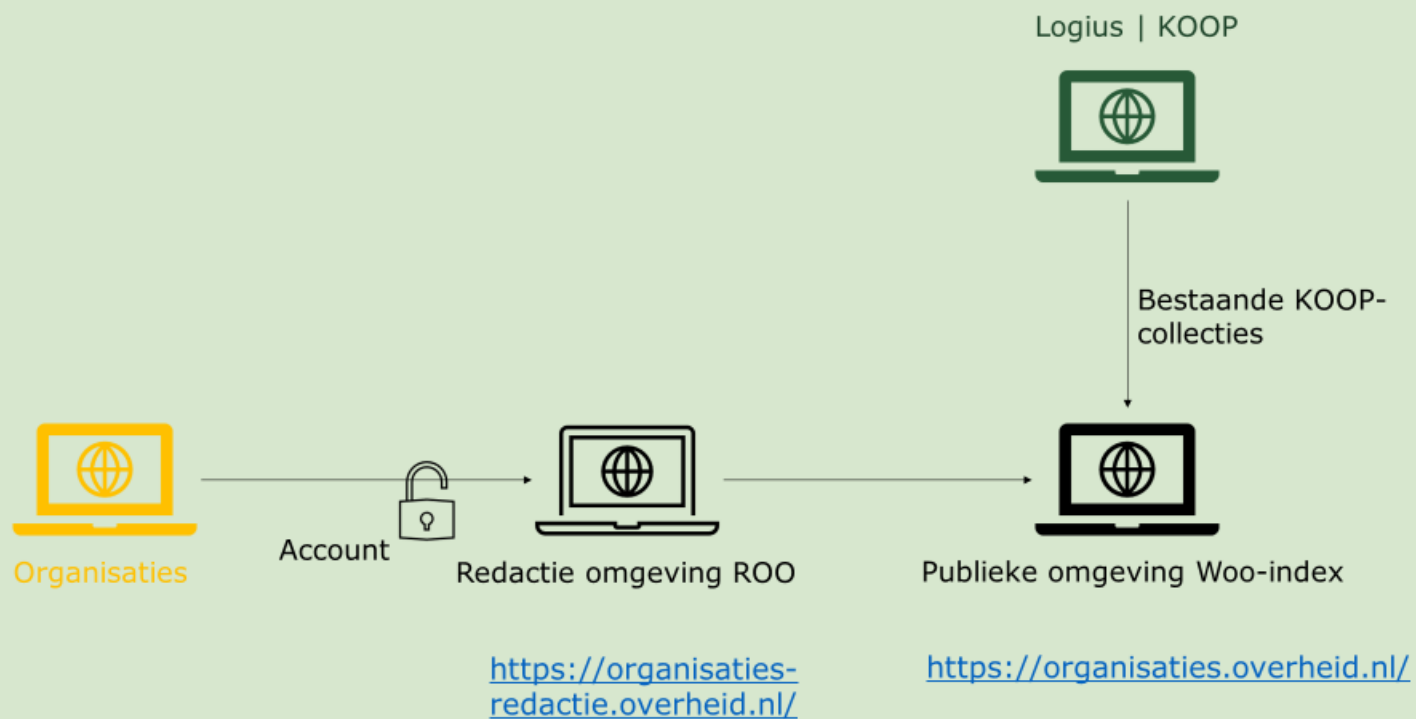 Logius | KOOP
Bestaande KOOP-
collecties
Account
Organisaties
Redactie omgeving ROO
Publieke omgeving Woo-index
https://organisaties-
redactie.overheid.nl/
https://organisaties.overheid.nl/